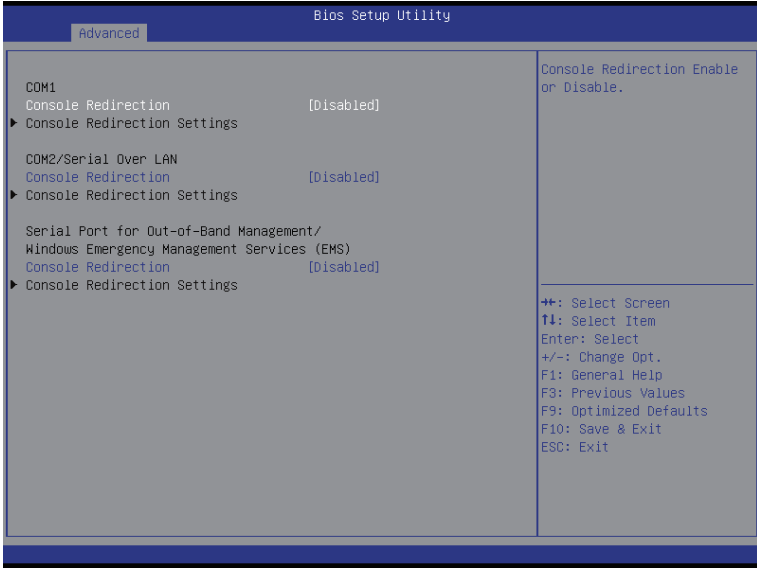 Bios Setup Utility
Advanced
COM1
Console Redirection [Disabled]
Console Redirection Settings
COM2/Serial Over LAN
Console Redirection [Disabled]
Console Redirection Settings
Serial Port for Out-of-Band Management/
Windows Emergency Management Services (EMS)
Console Redirection [Disabled]
Console Redirection Settings
Console Redirection Enable
or Disable.
→←: Select Screen
↑↓: Select Item
Enter: Select
+/-: Change Opt.
F1: General Help
F3: Previous Values
F9: Optimized Defaults
F10: Save & Exit
ESC: Exit